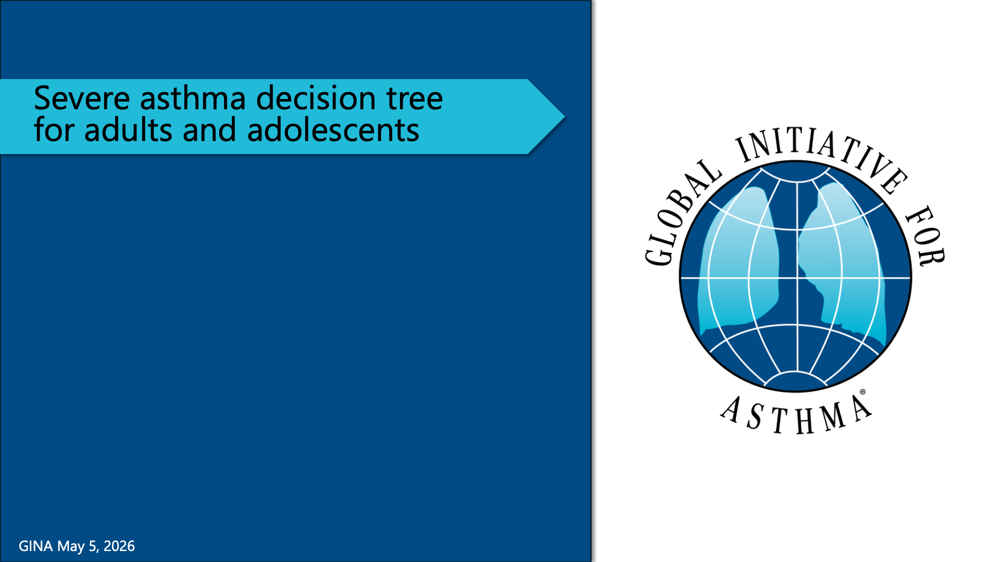 Severe asthma decision tree
for adults and adolescents
GLOBAL INITIATIVE FOR
ASTHMA®
GINA May 5, 2026